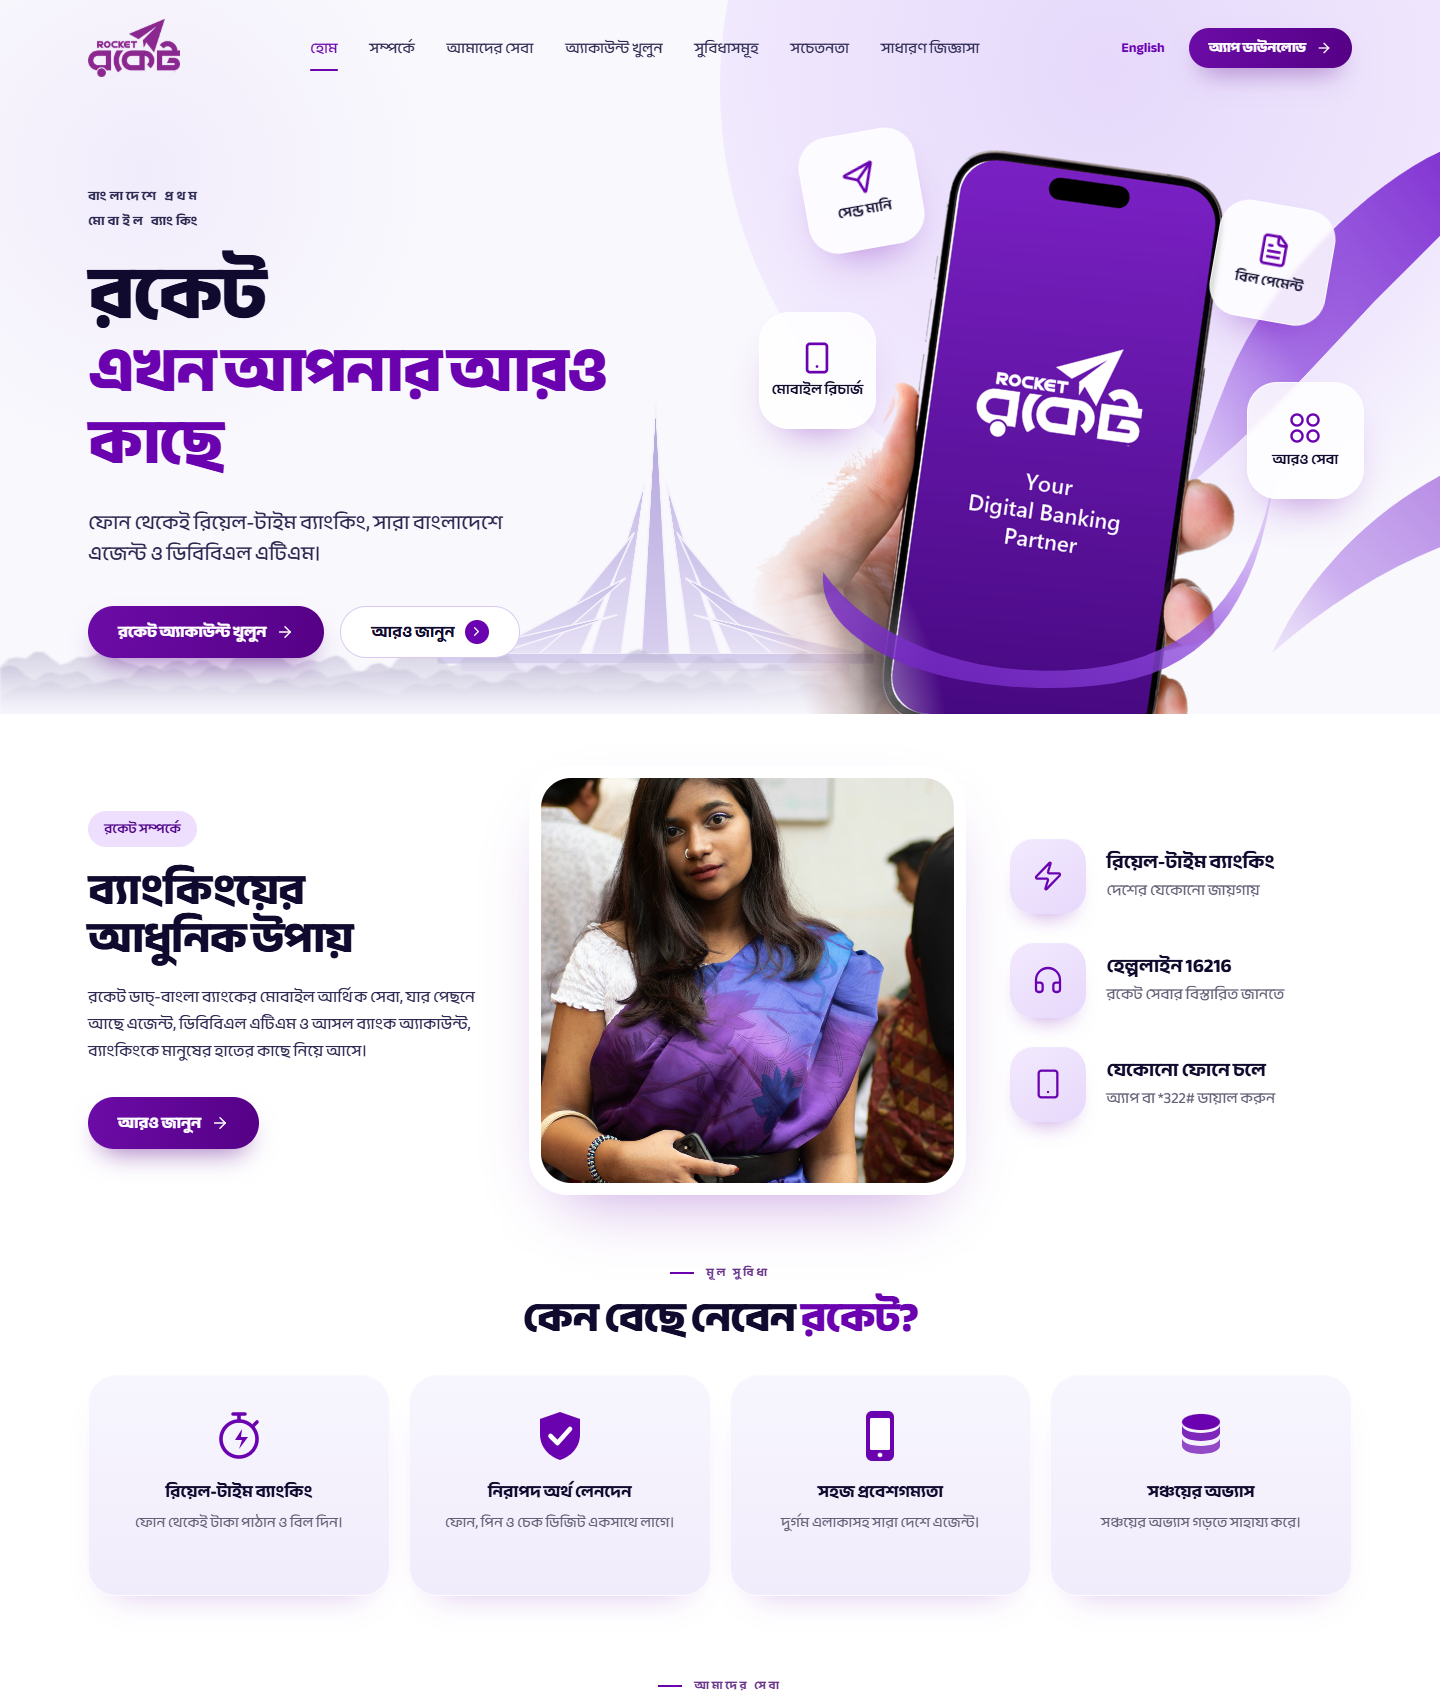 ROCKET
রকেট
হোম
সম্পর্কে
আমাদের সেবা
অ্যাকাউন্ট খুলুন
সুবিধাসমূহ
সচেতনতা
সাধারণ জিজ্ঞাসা
English
অ্যাপ ডাউনলোড
বাংলাদেশে প্রথম
মোবাইল ব্যাংকিং
রকেট
এখন আপনার আরও
কাছে
ফোন থেকেই রিয়েল-টাইম ব্যাংকিং, সারা বাংলাদেশে
এজেন্ট ও ডিবিবিএল এটিএম।
রকেট অ্যাকাউন্ট খুলুন
আরও জানুন
সেন্ড মানি
বিল পেমেন্ট
মোবাইল রিচার্জ
আরও সেবা
ROCKET
রকেট
Your
Digital Banking
Partner
রকেট সম্পর্কে
ব্যাংকিংয়ের
আধুনিক উপায়
রকেট ডাচ্-বাংলা ব্যাংকের মোবাইল আর্থিক সেবা, যার পেছনে
আছে এজেন্ট, ডিবিবিএল এটিএম ও আসল ব্যাংক অ্যাকাউন্ট,
ব্যাংকিংকে মানুষের হাতের কাছে নিয়ে আসে।
আরও জানুন
রিয়েল-টাইম ব্যাংকিং
দেশের যেকোনো জায়গায়
হেল্পলাইন 16216
রকেট সেবার বিস্তারিত জানতে
যেকোনো ফোনে চলে
অ্যাপ বা *322# ডায়াল করুন
মূল সুবিধা
কেন বেছে নেবেন রকেট?
রিয়েল-টাইম ব্যাংকিং
ফোন থেকেই টাকা পাঠান ও বিল দিন।
নিরাপদ অর্থ লেনদেন
ফোন, পিন ও চেক ডিজিট একসাথে লাগে।
সহজ প্রবেশগম্যতা
দুর্গম এলাকাসহ সারা দেশে এজেন্ট।
সঞ্চয়ের অভ্যাস
সঞ্চয়ের অভ্যাস গড়তে সাহায্য করে।
আমাদের সেবা